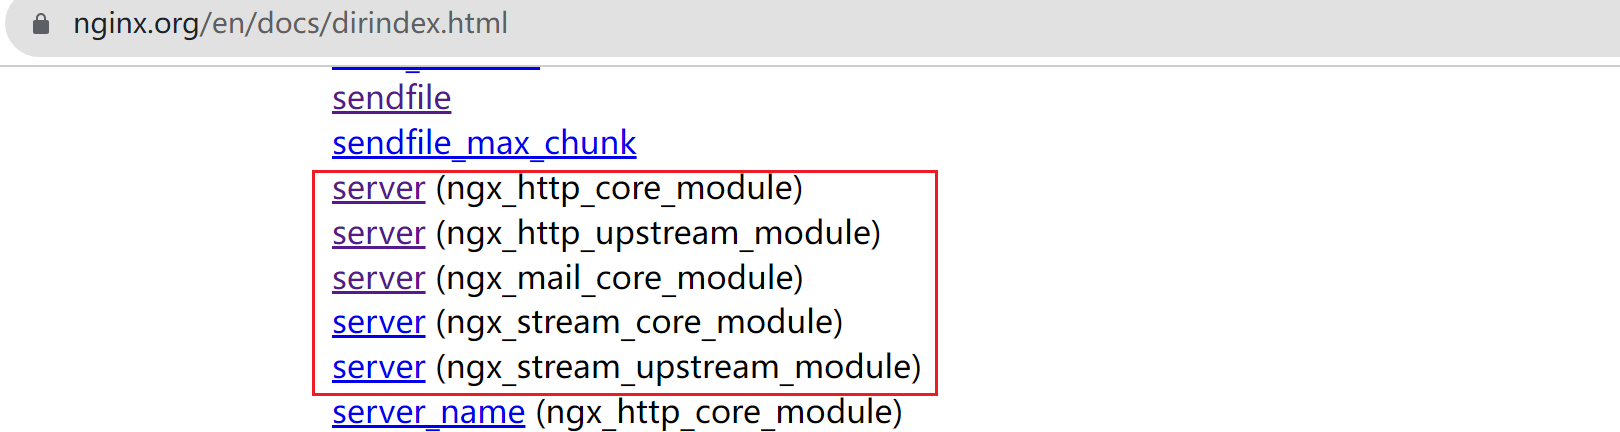 nginx.org/en/docs/dirindex.html
sendfile
sendfile_max_chunk
server (ngx_http_core_module)
server (ngx_http_upstream_module)
server (ngx_mail_core_module)
server (ngx_stream_core_module)
server (ngx_stream_upstream_module)
server_name (ngx_http_core_module)